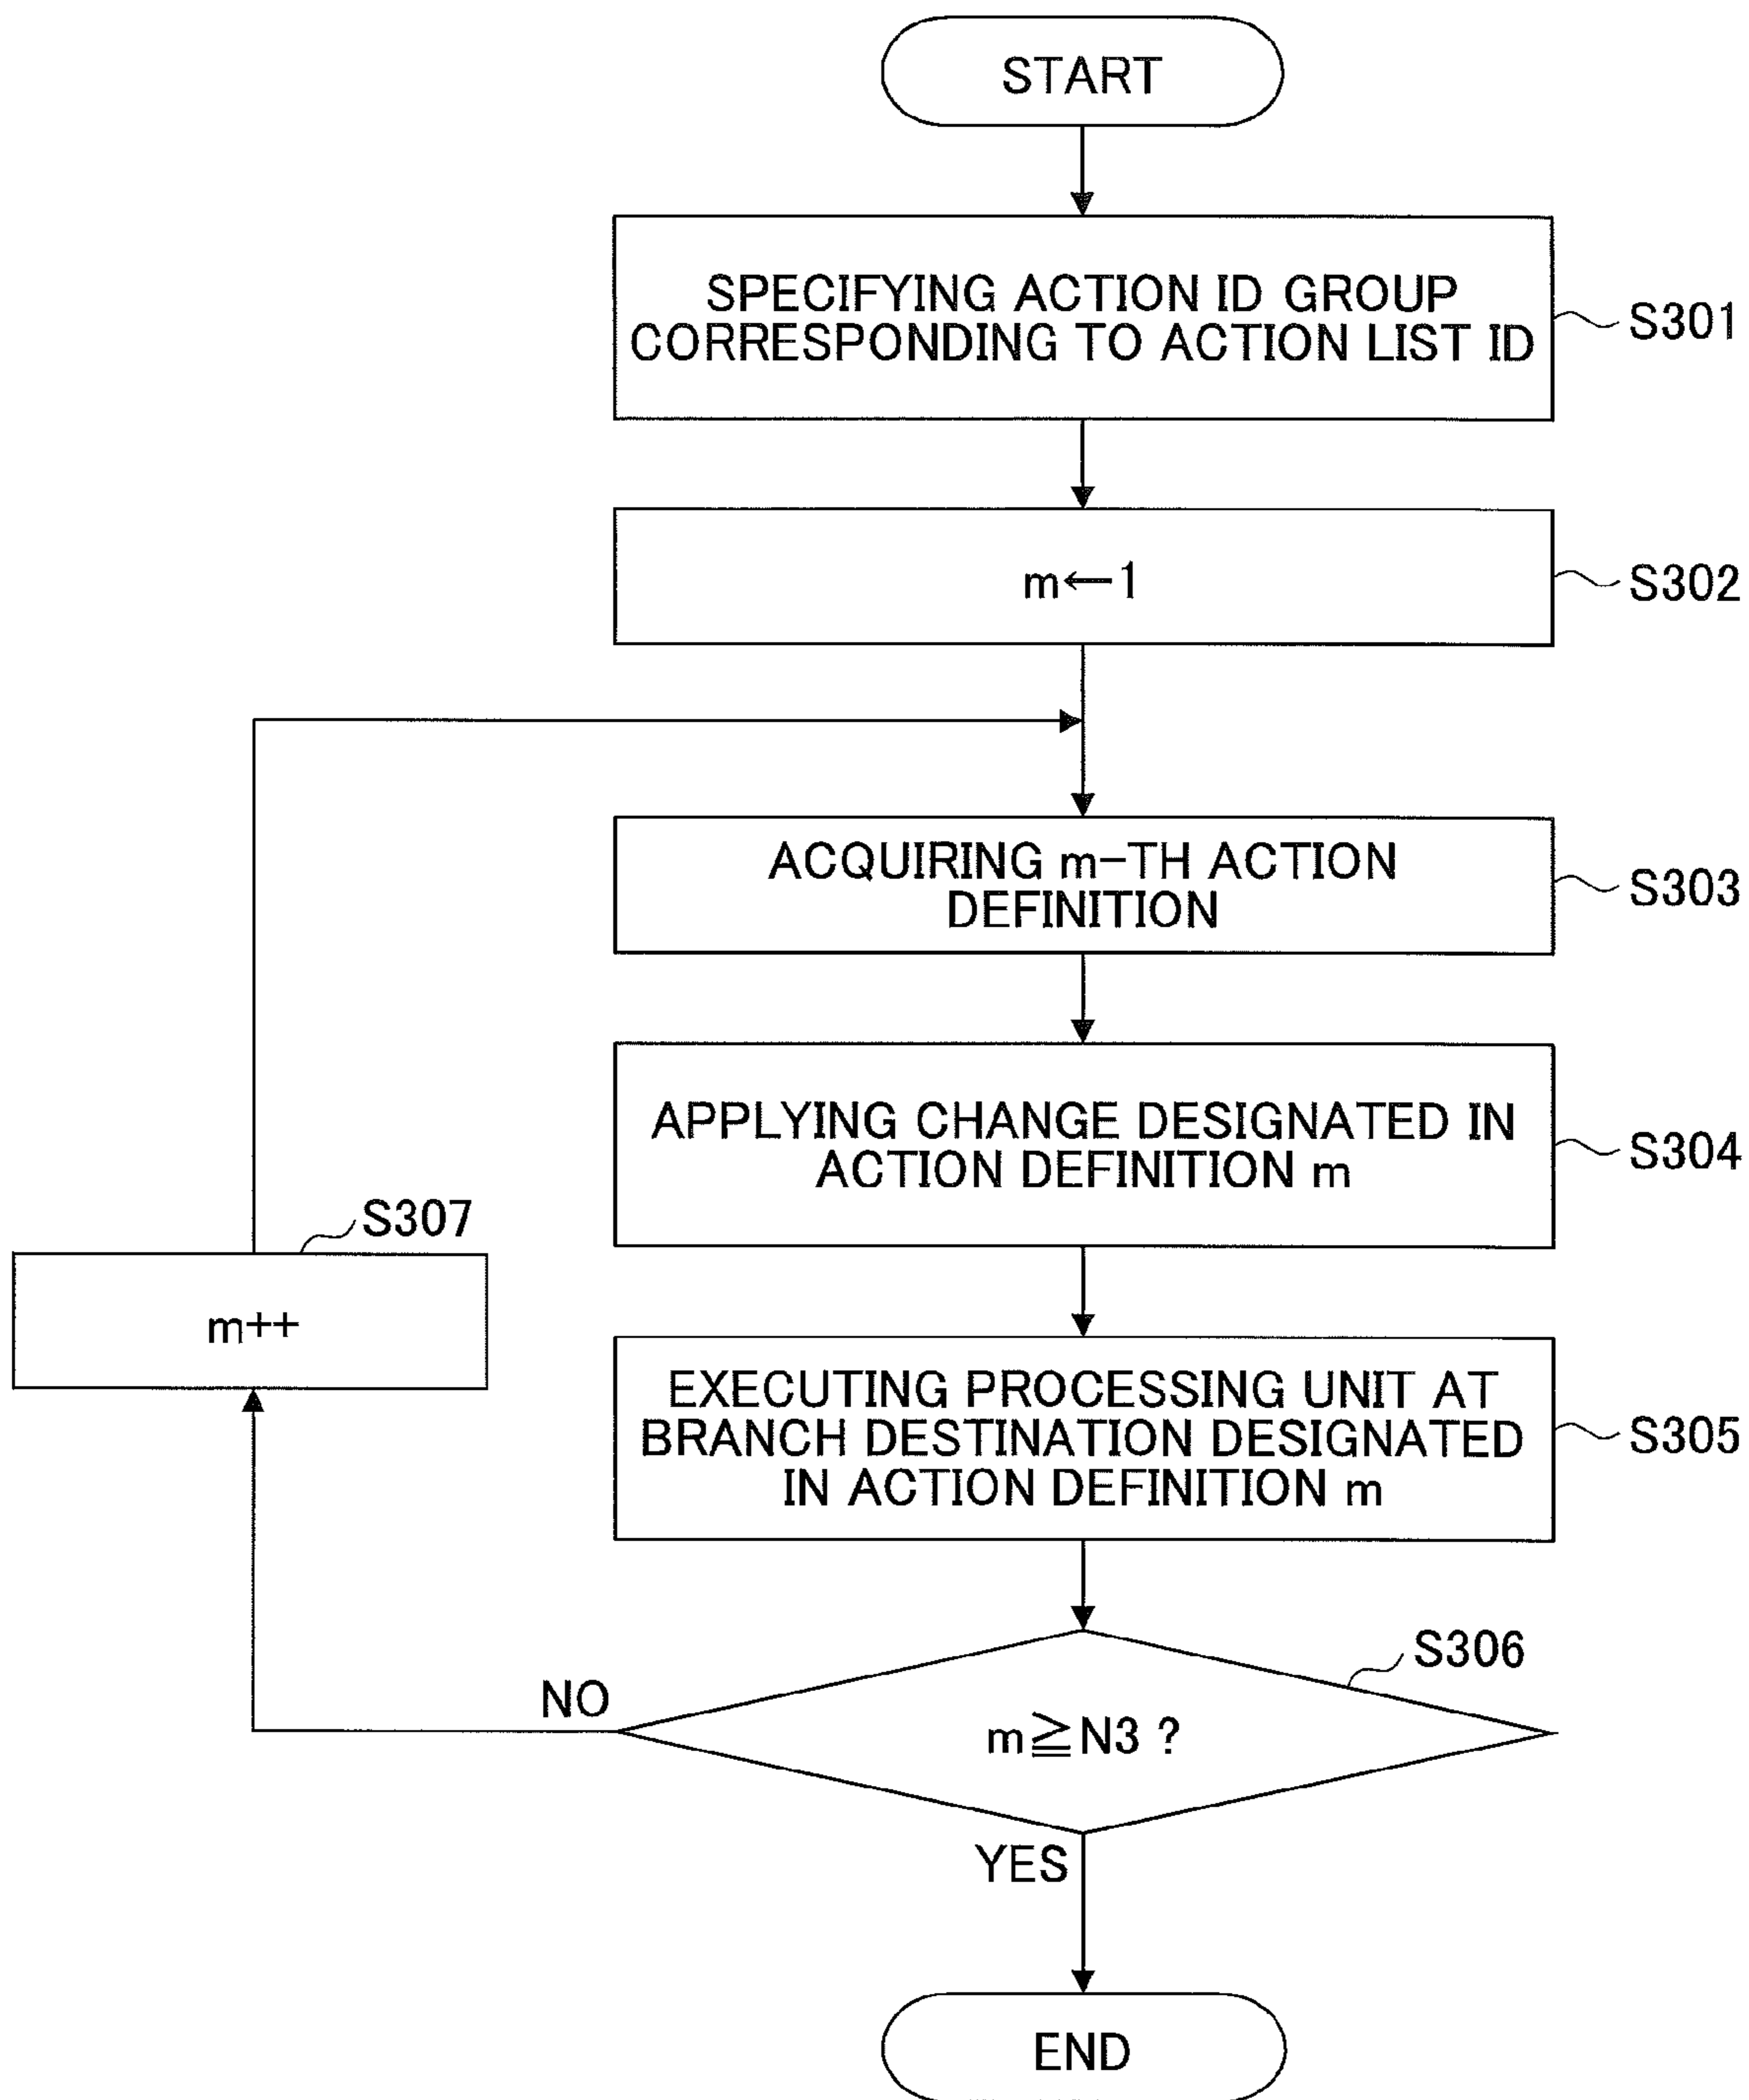 START
SPECIFYING ACTION ID GROUP
CORRESPONDING TO ACTION LIST ID
S301
m←1
S302
ACQUIRING m-TH ACTION
DEFINITION
S303
APPLYING CHANGE DESIGNATED IN
ACTION DEFINITION m
S304
S307
m++
EXECUTING PROCESSING UNIT AT
BRANCH DESTINATION DESIGNATED
IN ACTION DEFINITION m
S305
S306
NO
m≧N3 ?
YES
END